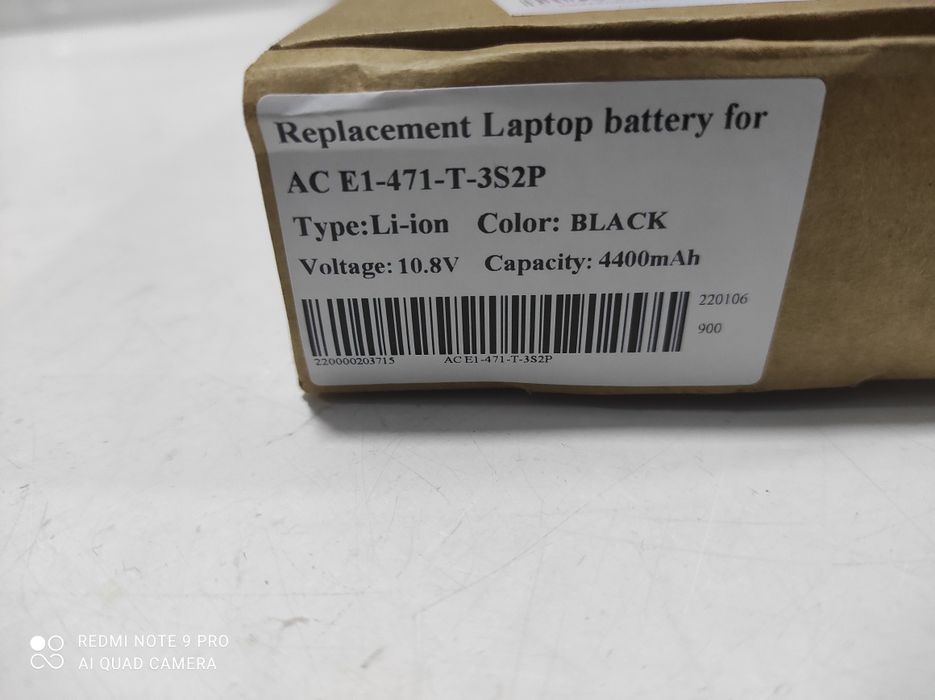 Replacement Laptop battery for
AC E1-471-T-3S2P
Type:Li-ion Color: BLACK
Voltage: 10.8V Capacity: 4400mAh
220106
900
220000203715 AC E1-471-T-3S2P
REDMI NOTE 9 PRO
AI QUAD CAMERA